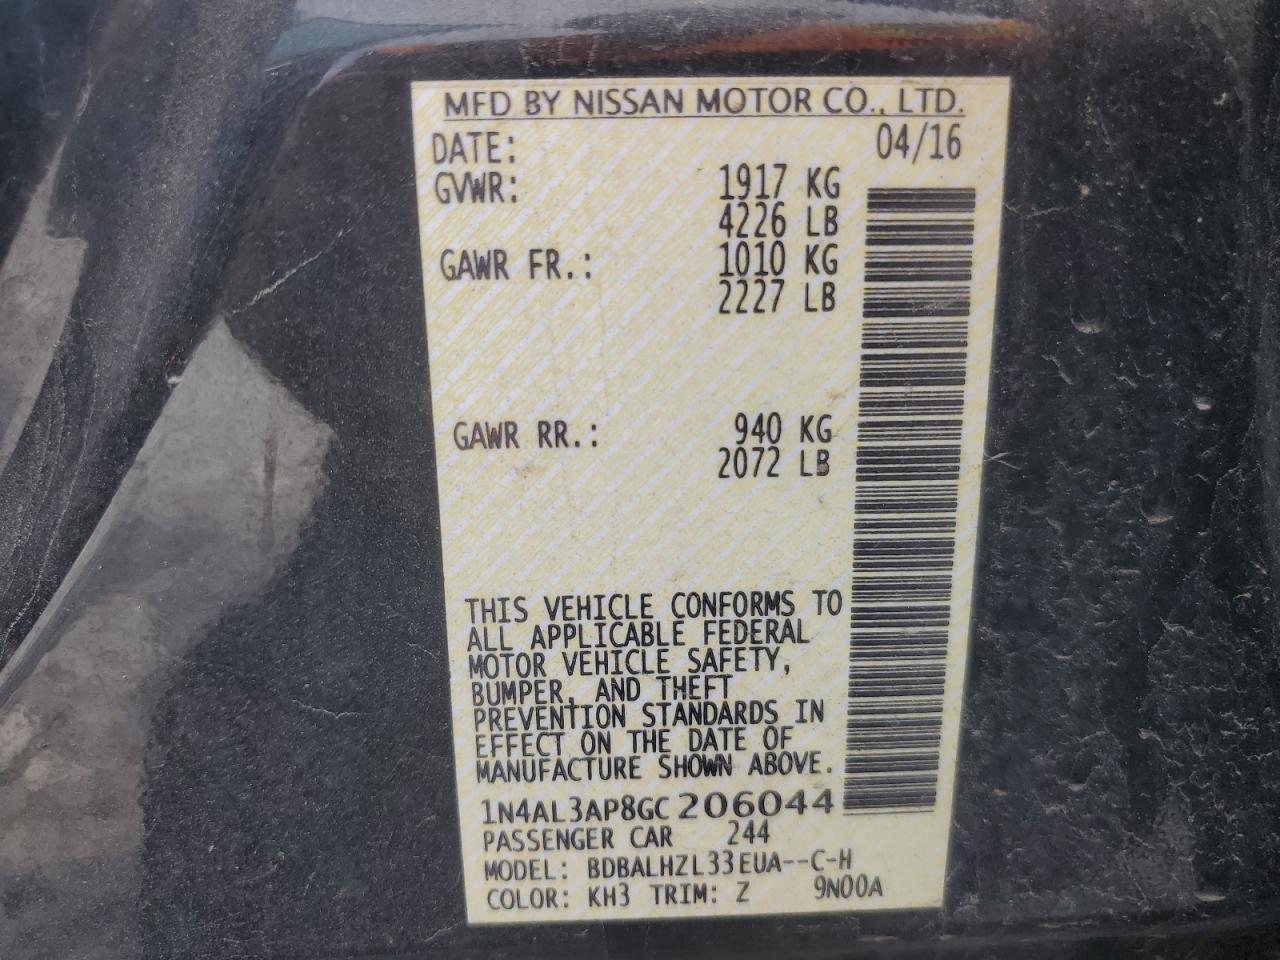 MFD BY NISSAN MOTOR CO., LTD.
DATE: 04/16
GVWR: 1917 KG
4226 LB
GAWR FR.: 1010 KG
2227 LB
GAWR RR.: 940 KG
2072 LB
THIS VEHICLE CONFORMS TO
ALL APPLICABLE FEDERAL
MOTOR VEHICLE SAFETY,
BUMPER, AND THEFT
PREVENTION STANDARDS IN
EFFECT ON THE DATE OF
MANUFACTURE SHOWN ABOVE.
1N4AL3AP8GC206044
PASSENGER CAR 244
MODEL: BDBALHZL33EUA--C-H
COLOR: KH3 TRIM: Z 9N00A